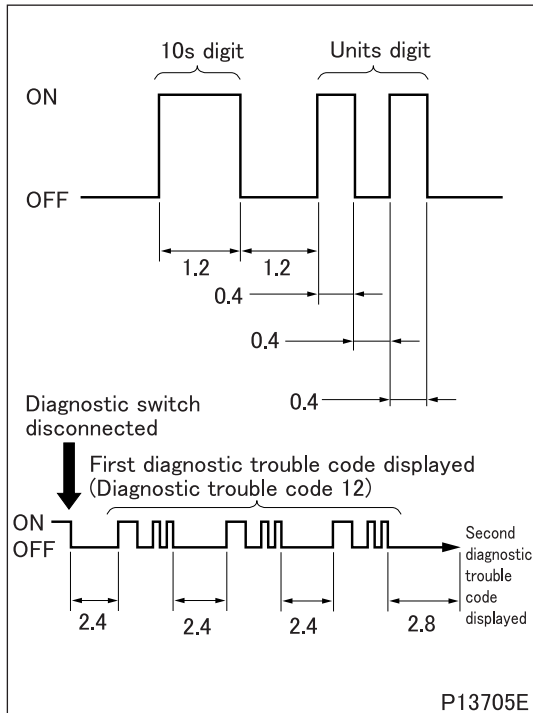 10s digit
Units digit
ON
OFF
1.2
1.2
0.4
0.4
0.4
Diagnostic switch
disconnected
First diagnostic trouble code displayed
(Diagnostic trouble code 12)
ON
OFF
Second
diagnostic
trouble
code
displayed
2.4
2.4
2.4
2.8
P13705E